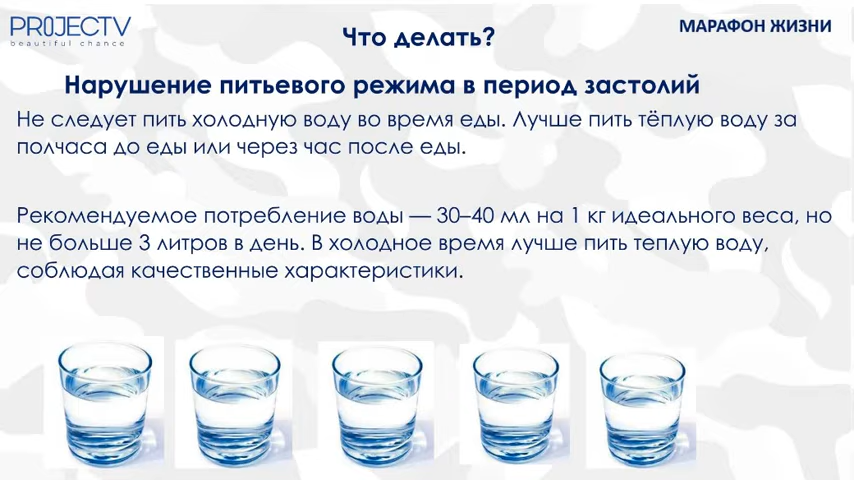 PROJECTV
beautiful chance
МАРАФОН ЖИЗНИ
Что делать?
Нарушение питьевого режима в период застолий
Не следует пить холодную воду во время еды. Лучше пить тёплую воду за
полчаса до еды или через час после еды.
Рекомендуемое потребление воды — 30–40 мл на 1 кг идеального веса, но
не больше 3 литров в день. В холодное время лучше пить теплую воду,
соблюдая качественные характеристики.